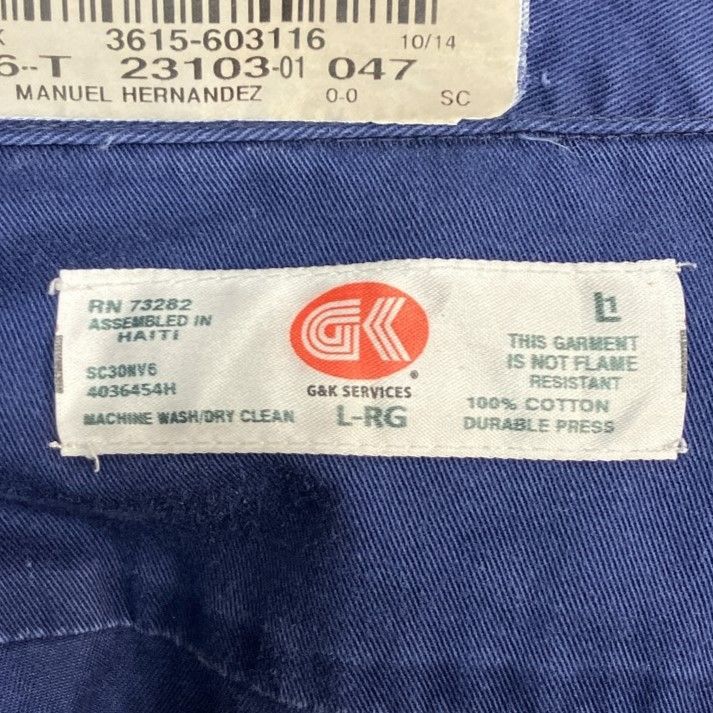 3615-603116 10/14
6--T 23103-01 047
MANUEL HERNANDEZ 0-0 SC
RN 73282
ASSEMBLED IN
HAITI
SC30NV6
4036454H
MACHINE WASH/DRY CLEAN
GK
G&K SERVICES®
L-RG
L1
THIS GARMENT
IS NOT FLAME
RESISTANT
100% COTTON
DURABLE PRESS